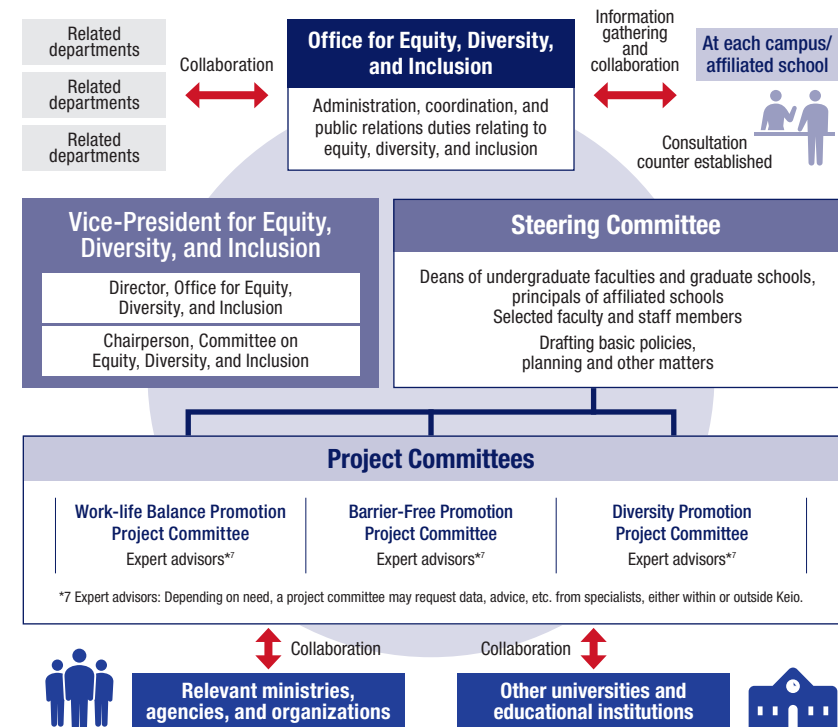 Related
departments
Related
departments
Related
departments
Collaboration
Office for Equity, Diversity,
and Inclusion
Administration, coordination, and
public relations duties relating to
equity, diversity, and inclusion
Information
gathering
and
collaboration
At each campus/
affiliated school
Consultation
counter established
Vice-President for Equity,
Diversity, and Inclusion
Director, Office for Equity,
Diversity, and Inclusion
Chairperson, Committee on
Equity, Diversity, and Inclusion
Steering Committee
Deans of undergraduate faculties and graduate schools,
principals of affiliated schools
Selected faculty and staff members
Drafting basic policies,
planning and other matters
Project Committees
Work-life Balance Promotion
Project Committee
Expert advisors*7
Barrier-Free Promotion
Project Committee
Expert advisors*7
Diversity Promotion
Project Committee
Expert advisors*7
*7 Expert advisors: Depending on need, a project committee may request data, advice, etc. from specialists, either within or outside Keio.
Collaboration
Collaboration
Relevant ministries,
agencies, and organizations
Other universities and
educational institutions